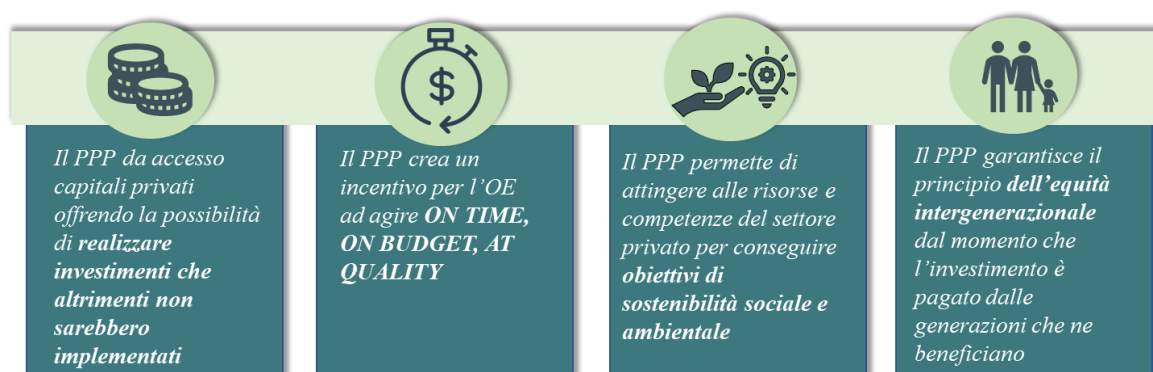 Il PPP da accesso
capitali privati
offrendo la possibilità
di realizzare
investimenti che
altrimenti non
sarebbero
implementati
Il PPP crea un
incentivo per l'OE
ad agire ON TIME,
ON BUDGET, AT
QUALITY
Il PPP permette di
attingere alle risorse e
competenze del settore
privato per conseguire
obiettivi di
sostenibilità sociale e
ambientale
Il PPP garantisce il
principio dell'equità
intergenerazionale
dal momento che
l'investimento è
pagato dalle
generazioni che ne
beneficiano